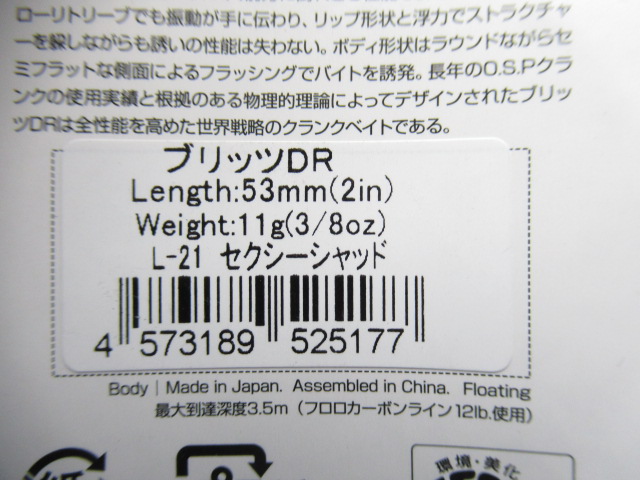 ローリトリーブでも振動が手に伝わり、リップ形状と浮力でストラクチャ
ーを躱しながらも誘いの性能は失わない。ボディ形状はラウンドながらセ
ミフラットな側面によるフラッシングでバイトを誘発。長年のO.S.Pクラ
ンクの使用実績と根拠のある物理的理論によってデザインされたブリッ
ツDRは全性能を高めた世界戦略のクランクベイトである。
ブリッツDR
Length:53mm(2in)
Weight:11g(3/8oz)
L-21 セクシーシャッド
4 573189 525177
Body | Made in Japan. Assembled in China. Floating
最大到達深度3.5m（フロロカーボンライン12lb.使用）
環境・美化